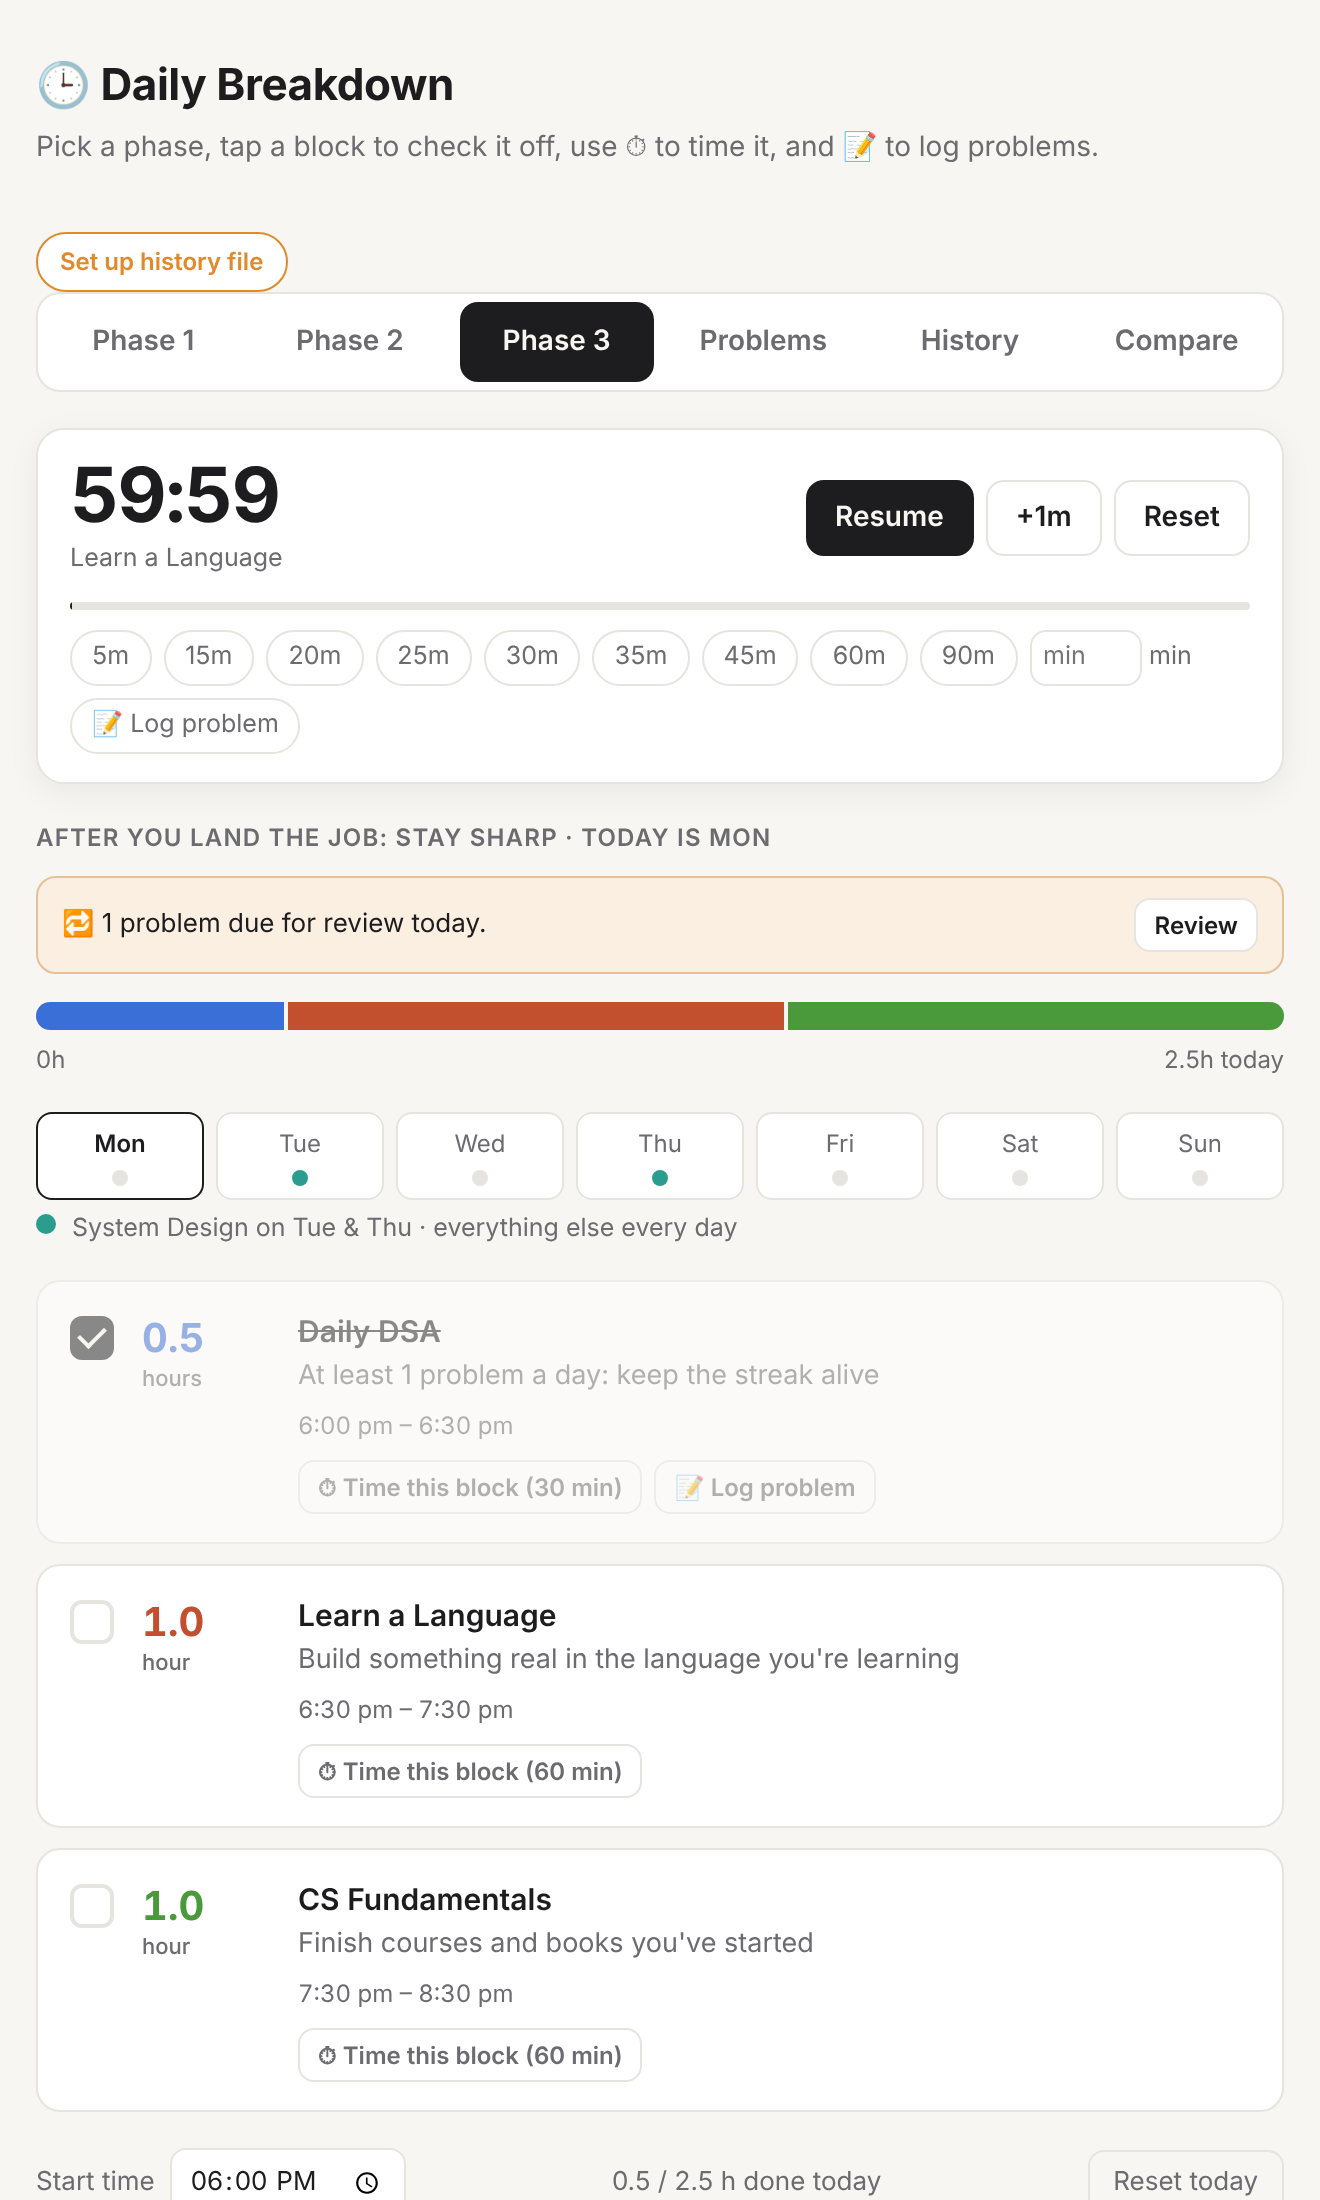 🕒 Daily Breakdown
Pick a phase, tap a block to check it off, use ⏱ to time it, and 📝 to log problems.
Set up history file
Phase 1 Phase 2 Phase 3 Problems History Compare
59:59
Learn a Language
Resume +1m Reset
5m 15m 20m 25m 30m 35m 45m 60m 90m min min
📝 Log problem
AFTER YOU LAND THE JOB: STAY SHARP · TODAY IS MON
🔁 1 problem due for review today. Review
0h 2.5h today
Mon Tue Wed Thu Fri Sat Sun
System Design on Tue & Thu · everything else every day
0.5 hours
Daily DSA
At least 1 problem a day: keep the streak alive
6:00 pm – 6:30 pm
⏱ Time this block (30 min) 📝 Log problem
1.0 hour
Learn a Language
Build something real in the language you're learning
6:30 pm – 7:30 pm
⏱ Time this block (60 min)
1.0 hour
CS Fundamentals
Finish courses and books you've started
7:30 pm – 8:30 pm
⏱ Time this block (60 min)
Start time 06:00 PM 0.5 / 2.5 h done today Reset today